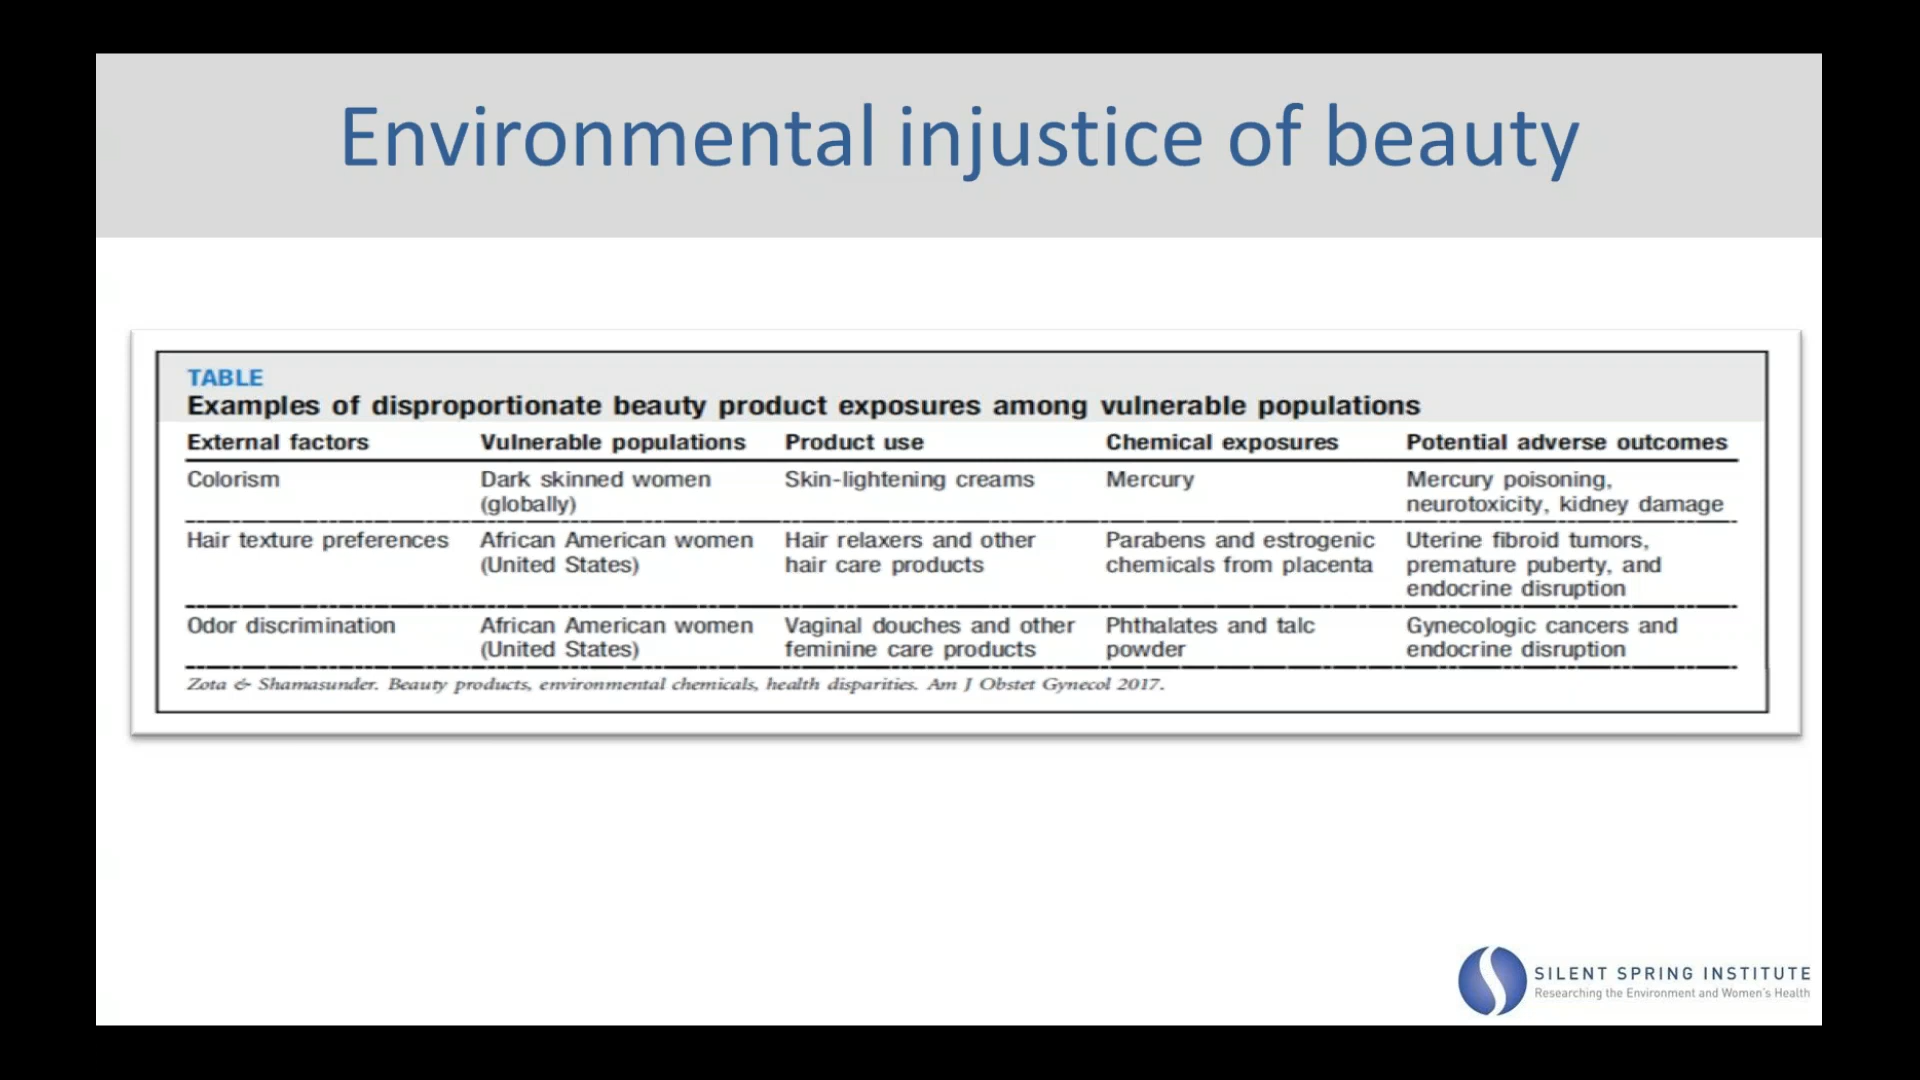 Environmental injustice of beauty
TABLE
Examples of disproportionate beauty product exposures among vulnerable populations
External factors Vulnerable populations Product use Chemical exposures Potential adverse outcomes
Colorism Dark skinned women Skin-lightening creams Mercury Mercury poisoning,
(globally) neurotoxicity, kidney damage
Hair texture preferences African American women Hair relaxers and other Parabens and estrogenic Uterine fibroid tumors,
(United States) hair care products chemicals from placenta premature puberty, and
endocrine disruption
Odor discrimination African American women Vaginal douches and other Phthalates and talc Gynecologic cancers and
(United States) feminine care products powder endocrine disruption
Zota & Shamasunder. Beauty products, environmental chemicals, health disparities. Am J Obstet Gynecol 2017.
SILENT SPRING INSTITUTE
Researching the Environment and Women's Health